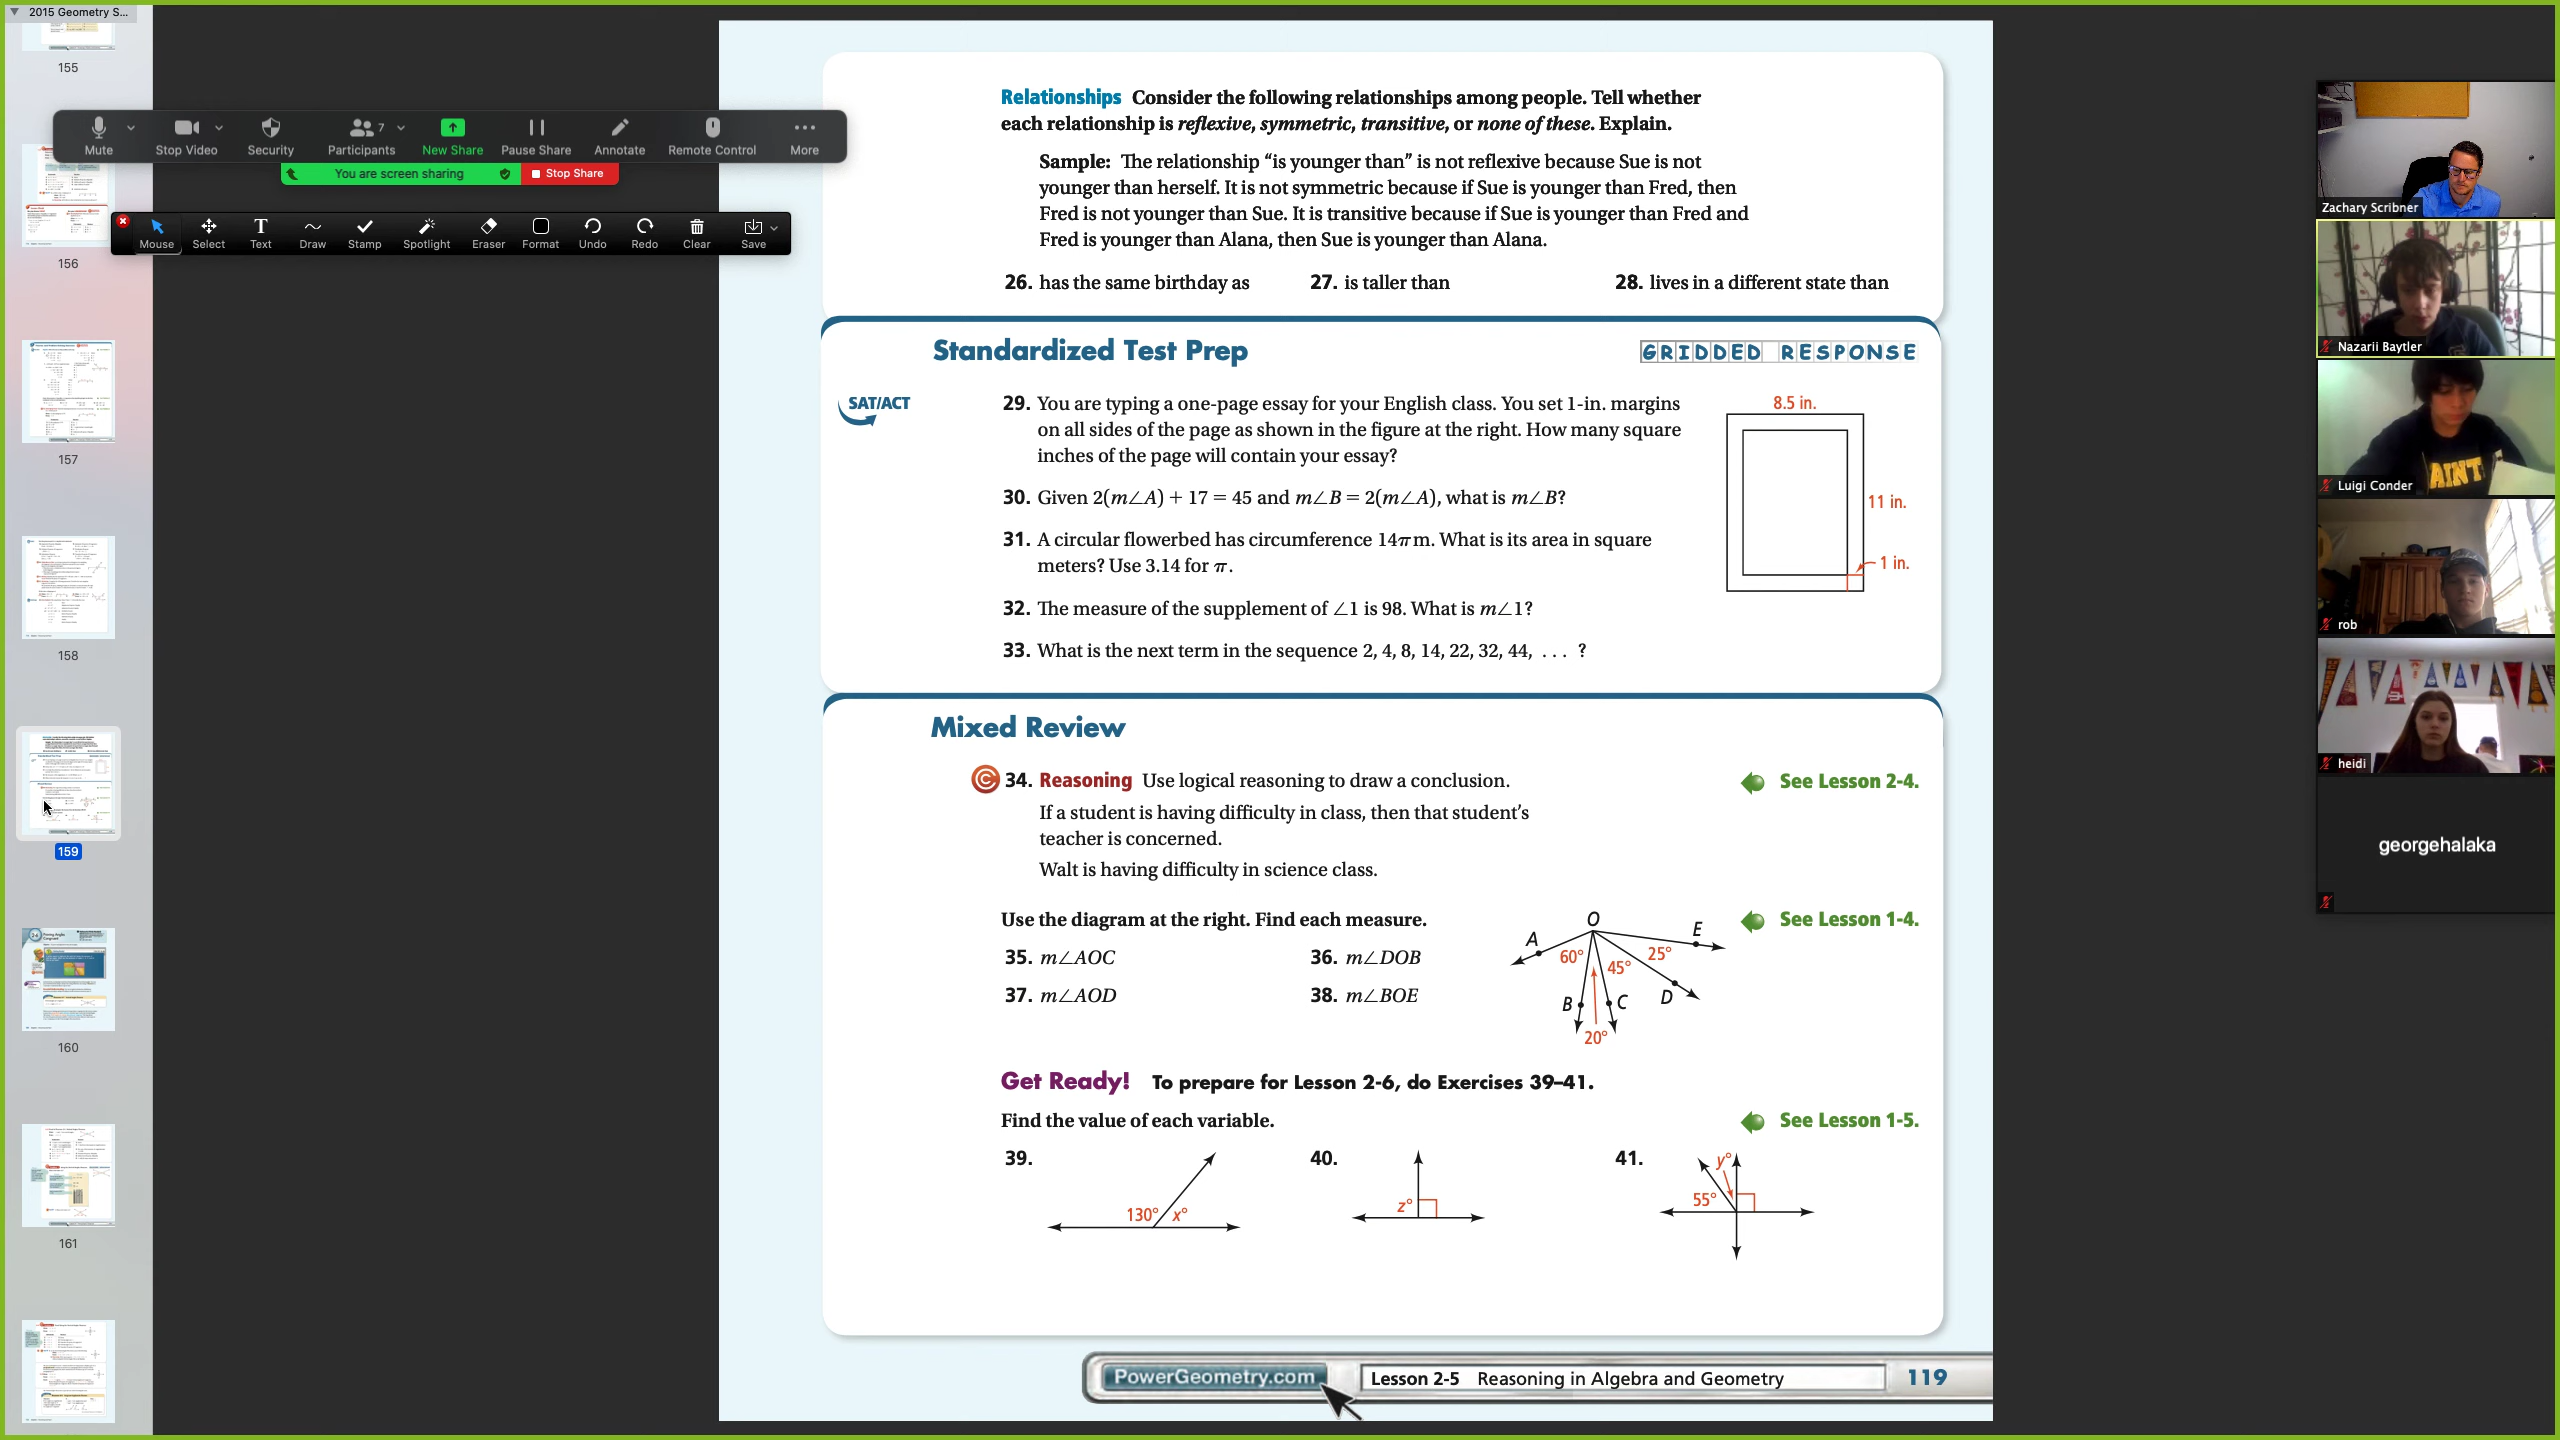 2015 Geometry S...
155
156
157
158
159
160
161
Mute
Stop Video
Security
7
Participants
New Share
Pause Share
Annotate
Remote Control
More
You are screen sharing
Stop Share
Mouse
Select
Text
Draw
Stamp
Spotlight
Eraser
Format
Undo
Redo
Clear
Save
Relationships Consider the following relationships among people. Tell whether
each relationship is reflexive, symmetric, transitive, or none of these. Explain.
Sample: The relationship “is younger than” is not reflexive because Sue is not
younger than herself. It is not symmetric because if Sue is younger than Fred, then
Fred is not younger than Sue. It is transitive because if Sue is younger than Fred and
Fred is younger than Alana, then Sue is younger than Alana.
26. has the same birthday as
27. is taller than
28. lives in a different state than
Standardized Test Prep
GRIDDED RESPONSE
SAT/ACT
29. You are typing a one-page essay for your English class. You set 1-in. margins
on all sides of the page as shown in the figure at the right. How many square
inches of the page will contain your essay?
8.5 in.
11 in.
1 in.
30. Given 2(m∠A) + 17 = 45 and m∠B = 2(m∠A), what is m∠B?
31. A circular flowerbed has circumference 14π m. What is its area in square
meters? Use 3.14 for π.
32. The measure of the supplement of ∠1 is 98. What is m∠1?
33. What is the next term in the sequence 2, 4, 8, 14, 22, 32, 44, . . . ?
Mixed Review
34. Reasoning Use logical reasoning to draw a conclusion.
See Lesson 2-4.
If a student is having difficulty in class, then that student’s
teacher is concerned.
Walt is having difficulty in science class.
Use the diagram at the right. Find each measure.
See Lesson 1-4.
35. m∠AOC
36. m∠DOB
37. m∠AOD
38. m∠BOE
O
A
E
60°
45°
25°
B
C
D
20°
Get Ready! To prepare for Lesson 2-6, do Exercises 39–41.
Find the value of each variable.
See Lesson 1-5.
39.
130° x°
40.
z°
41.
y°
55°
PowerGeometry.com
Lesson 2-5 Reasoning in Algebra and Geometry
119
Zachary Scribner
Nazarii Baytler
AINT
Luigi Conder
rob
heidi
georgehalaka